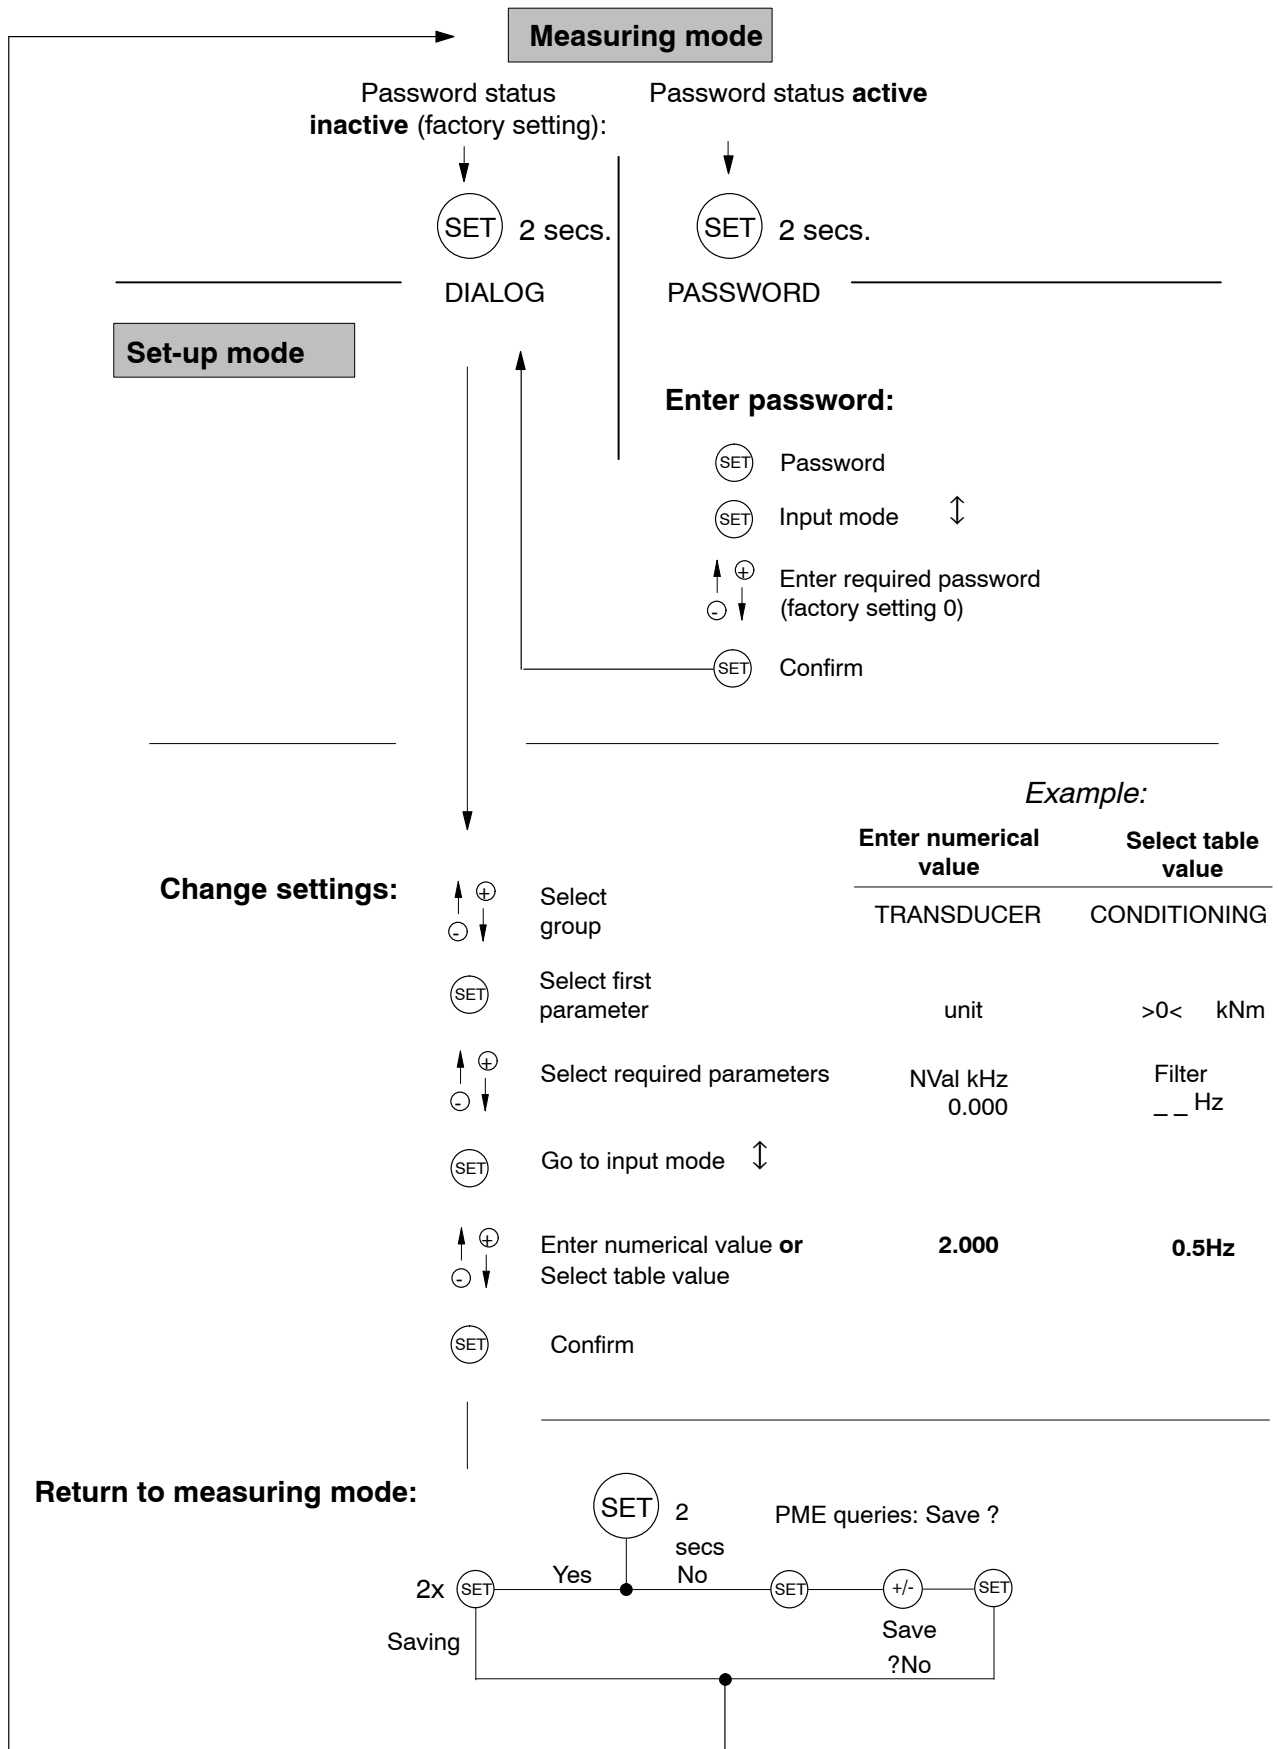 Measuring mode
Password status
inactive (factory setting):
Password status active
SET 2 secs.
SET 2 secs.
DIALOG
PASSWORD
Set-up mode
Enter password:
SET Password
SET Input mode ↕
+
-
Enter required password
(factory setting 0)
SET Confirm
Example:
Enter numerical
value
Select table
value
Change settings:
+
-
Select
group
TRANSDUCER
CONDITIONING
SET
Select first
parameter
unit
>0< kNm
+
-
Select required parameters
NVal kHz
0.000
Filter
_ _ Hz
SET Go to input mode ↕
+
-
Enter numerical value or
Select table value
2.000
0.5Hz
SET Confirm
Return to measuring mode:
SET 2
secs
PME queries: Save ?
2x SET Yes No SET +/- SET
Saving
Save
?No